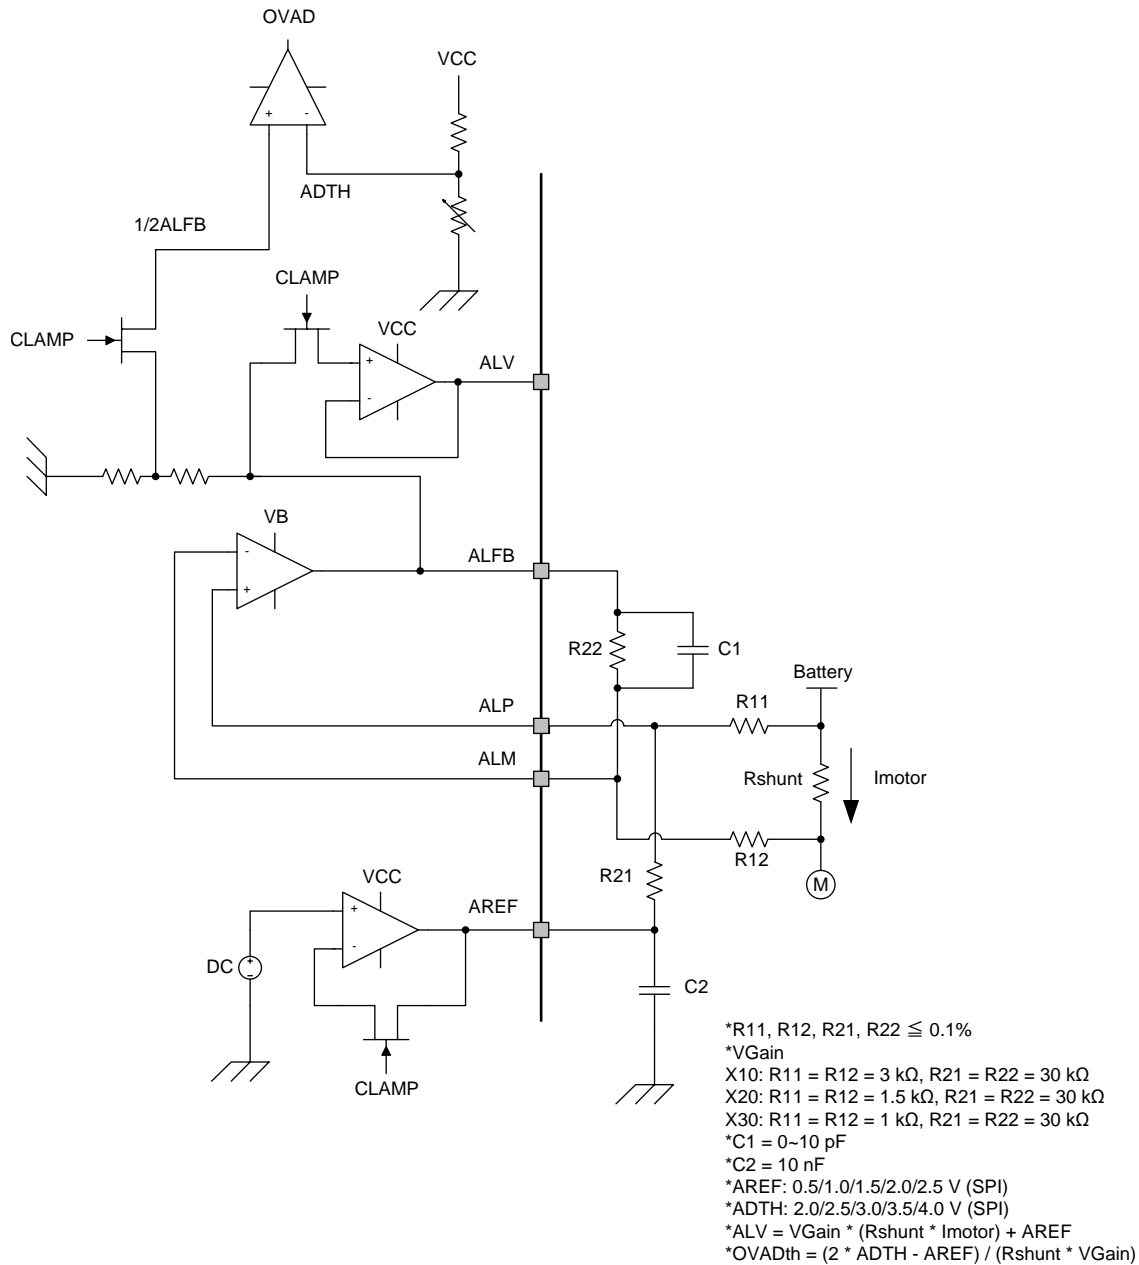 OVAD
VCC
+ -
ADTH
1/2ALFB
CLAMP
CLAMP
VCC
ALV
+
-
VB
ALFB
-
+
R22
C1
Battery
R11
ALP
ALM
Rshunt
Imotor
R12
M
R21
VCC
AREF
+
-
DC
+
-
C2
CLAMP
*R11, R12, R21, R22 ≦ 0.1%
*VGain
X10: R11 = R12 = 3 kΩ, R21 = R22 = 30 kΩ
X20: R11 = R12 = 1.5 kΩ, R21 = R22 = 30 kΩ
X30: R11 = R12 = 1 kΩ, R21 = R22 = 30 kΩ
*C1 = 0~10 pF
*C2 = 10 nF
*AREF: 0.5/1.0/1.5/2.0/2.5 V (SPI)
*ADTH: 2.0/2.5/3.0/3.5/4.0 V (SPI)
*ALV = VGain * (Rshunt * Imotor) + AREF
*OVADth = (2 * ADTH - AREF) / (Rshunt * VGain)